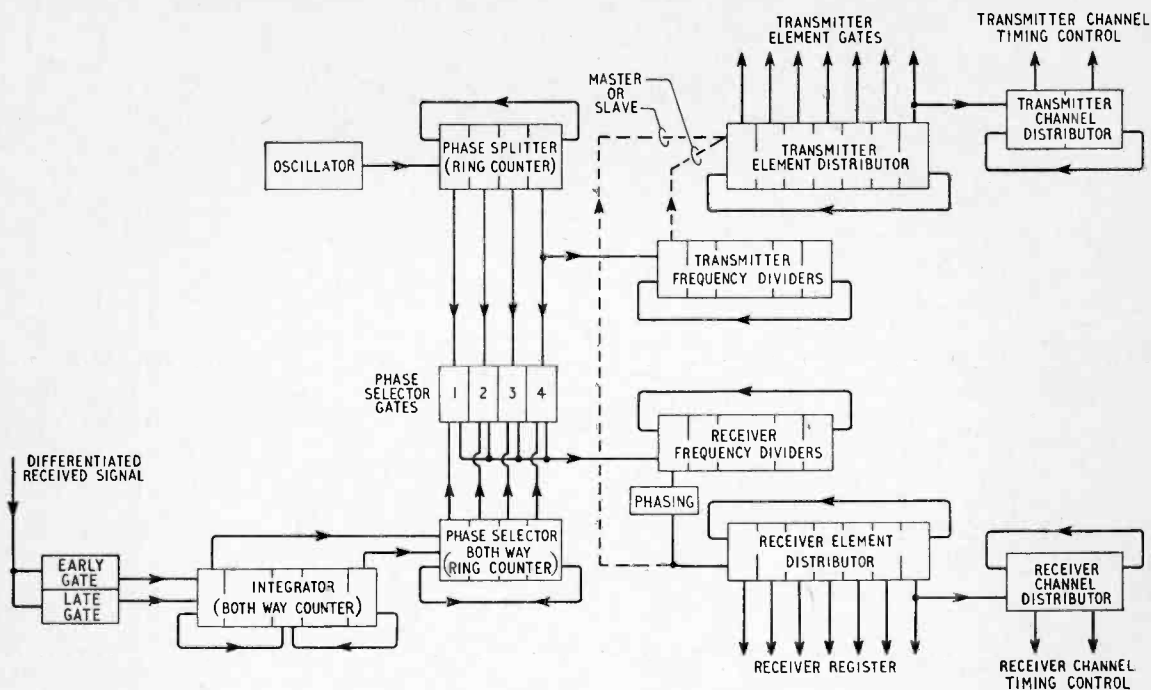 TRANSMITTER
ELEMENT GATES
TRANSMITTER CHANNEL
TIMING CONTROL
MASTER
OR
SLAVE
OSCILLATOR
PHASE SPLITTER
(RING COUNTER)
TRANSMITTER
ELEMENT DISTRIBUTOR
TRANSMITTER
CHANNEL
DISTRIBUTOR
TRANSMITTER
FREQUENCY DIVIDERS
PHASE
SELECTOR
GATES
1 2 3 4
RECEIVER
FREQUENCY DIVIDERS
DIFFERENTIATED
RECEIVED SIGNAL
PHASING
EARLY
GATE
LATE
GATE
INTEGRATOR
(BOTH WAY COUNTER)
PHASE SELECTOR
BOTH WAY
(RING COUNTER)
RECEIVER ELEMENT
DISTRIBUTOR
RECEIVER
CHANNEL
DISTRIBUTOR
RECEIVER REGISTER
RECEIVER CHANNEL
TIMING CONTROL